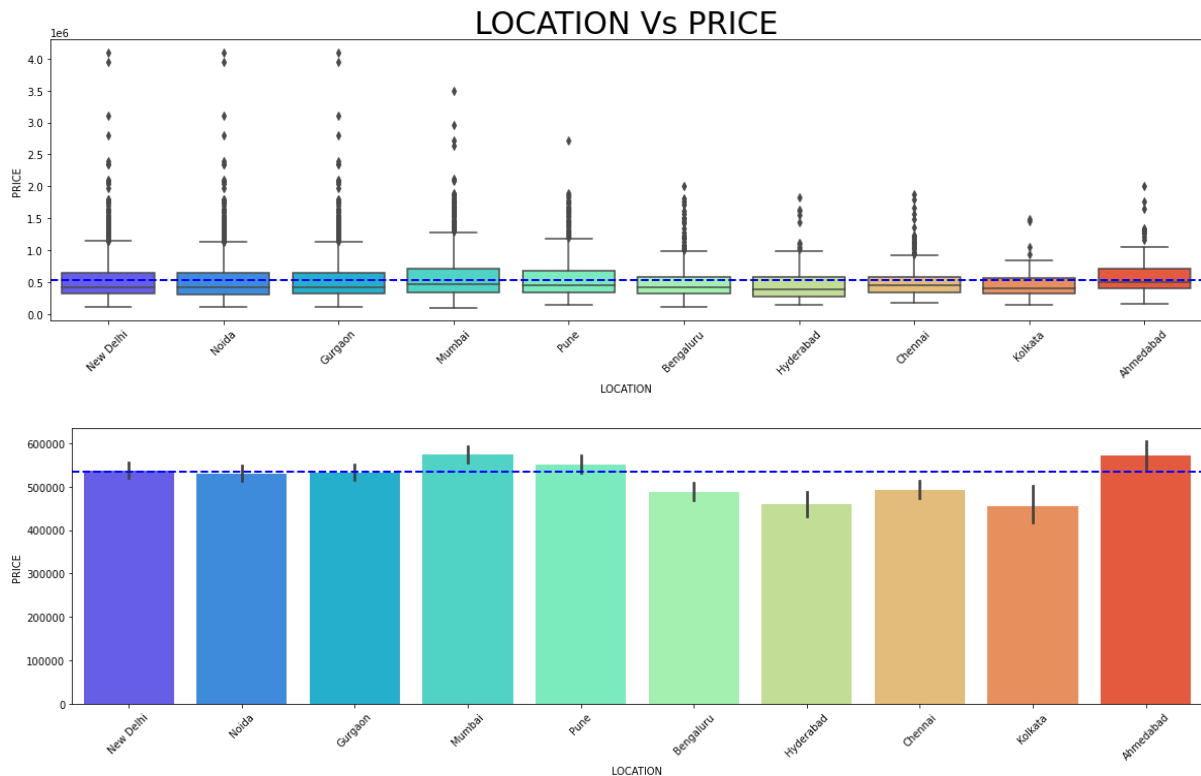 LOCATION Vs PRICE
1e6
4.0
3.5
3.0
2.5
2.0
1.5
1.0
0.5
0.0
PRICE
New Delhi
Noida
Gurgaon
Mumbai
Pune
Bengaluru
Hyderabad
Chennai
Kolkata
Ahmedabad
LOCATION
600000
500000
400000
300000
200000
100000
0
PRICE
New Delhi
Noida
Gurgaon
Mumbai
Pune
Bengaluru
Hyderabad
Chennai
Kolkata
Ahmedabad
LOCATION